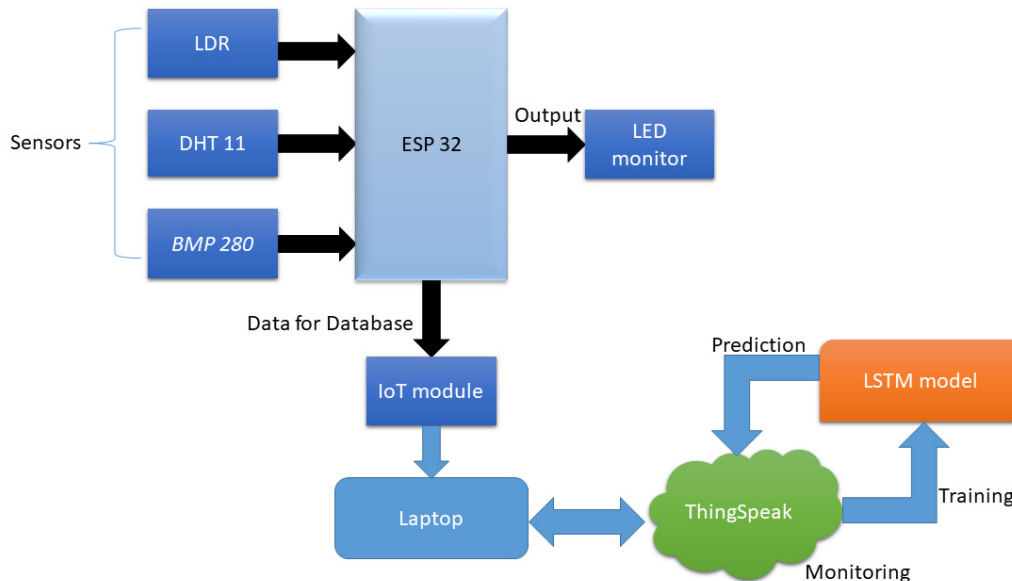 LDR
Sensors
DHT 11
BMP 280
ESP 32
Output
LED
monitor
Data for Database
IoT module
Laptop
Prediction
LSTM model
ThingSpeak
Training
Monitoring